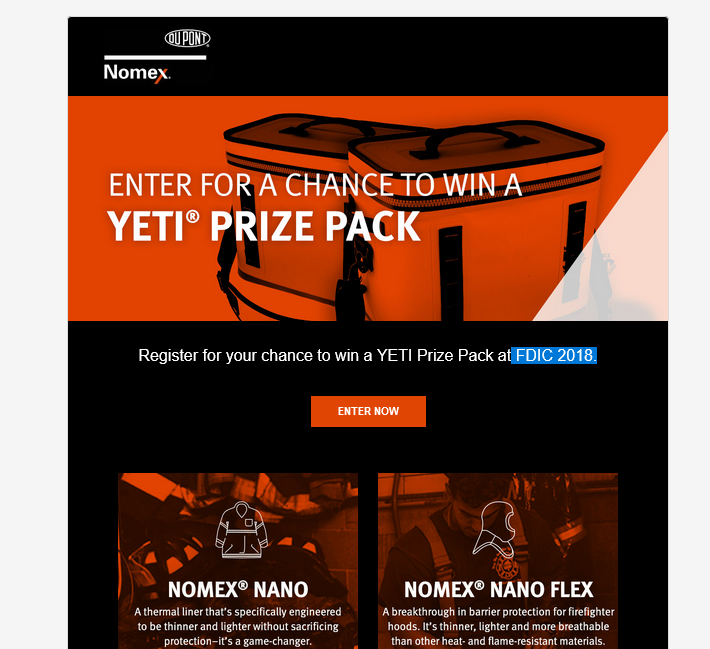 DU PONT
Nomex.
ENTER FOR A CHANCE TO WIN A
YETI® PRIZE PACK
Register for your chance to win a YETI Prize Pack at FDIC 2018.
ENTER NOW
NOMEX® NANO
A thermal liner that's specifically engineered
to be thinner and lighter without sacrificing
protection–it's a game-changer.
NOMEX® NANO FLEX
A breakthrough in barrier protection for firefighter
hoods. It's thinner, lighter and more breathable
than other heat- and flame-resistant materials.